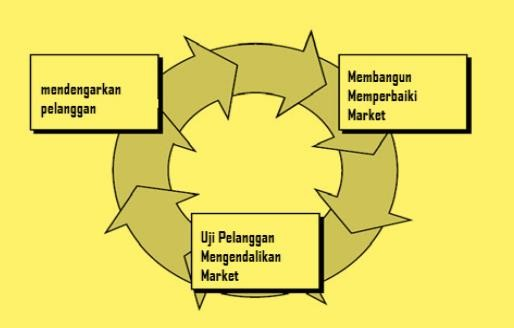 mendengarkan
pelanggan
Membangun
Memperbaiki
Market
Uji Pelanggan
Mengendalikan
Market